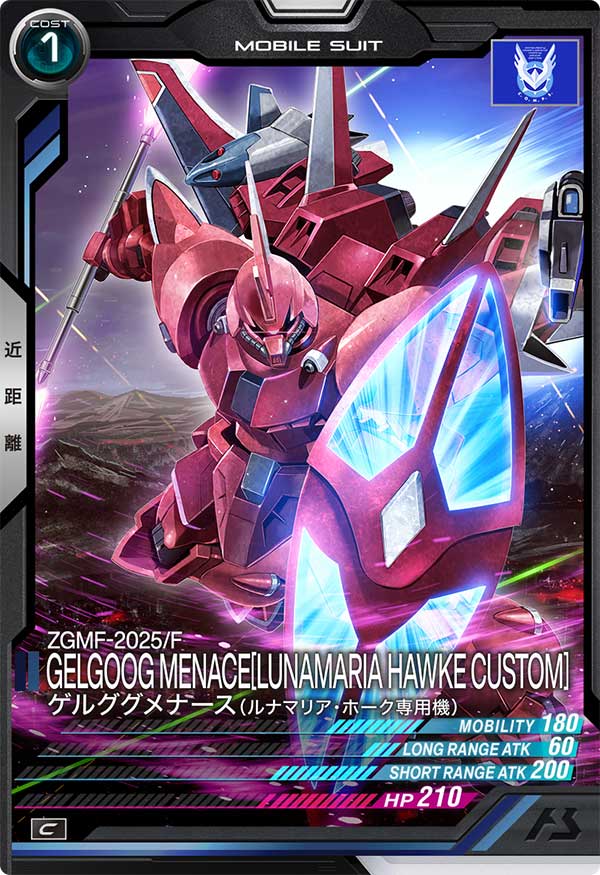 COST
1
MOBILE SUIT
近距離
ZGMF-2025/F
GELGOOG MENACE[LUNAMARIA HAWKE CUSTOM]
ゲルググメナース(ルナマリア・ホーク専用機)
MOBILITY 180
LONG RANGE ATK 60
SHORT RANGE ATK 200
HP 210
C